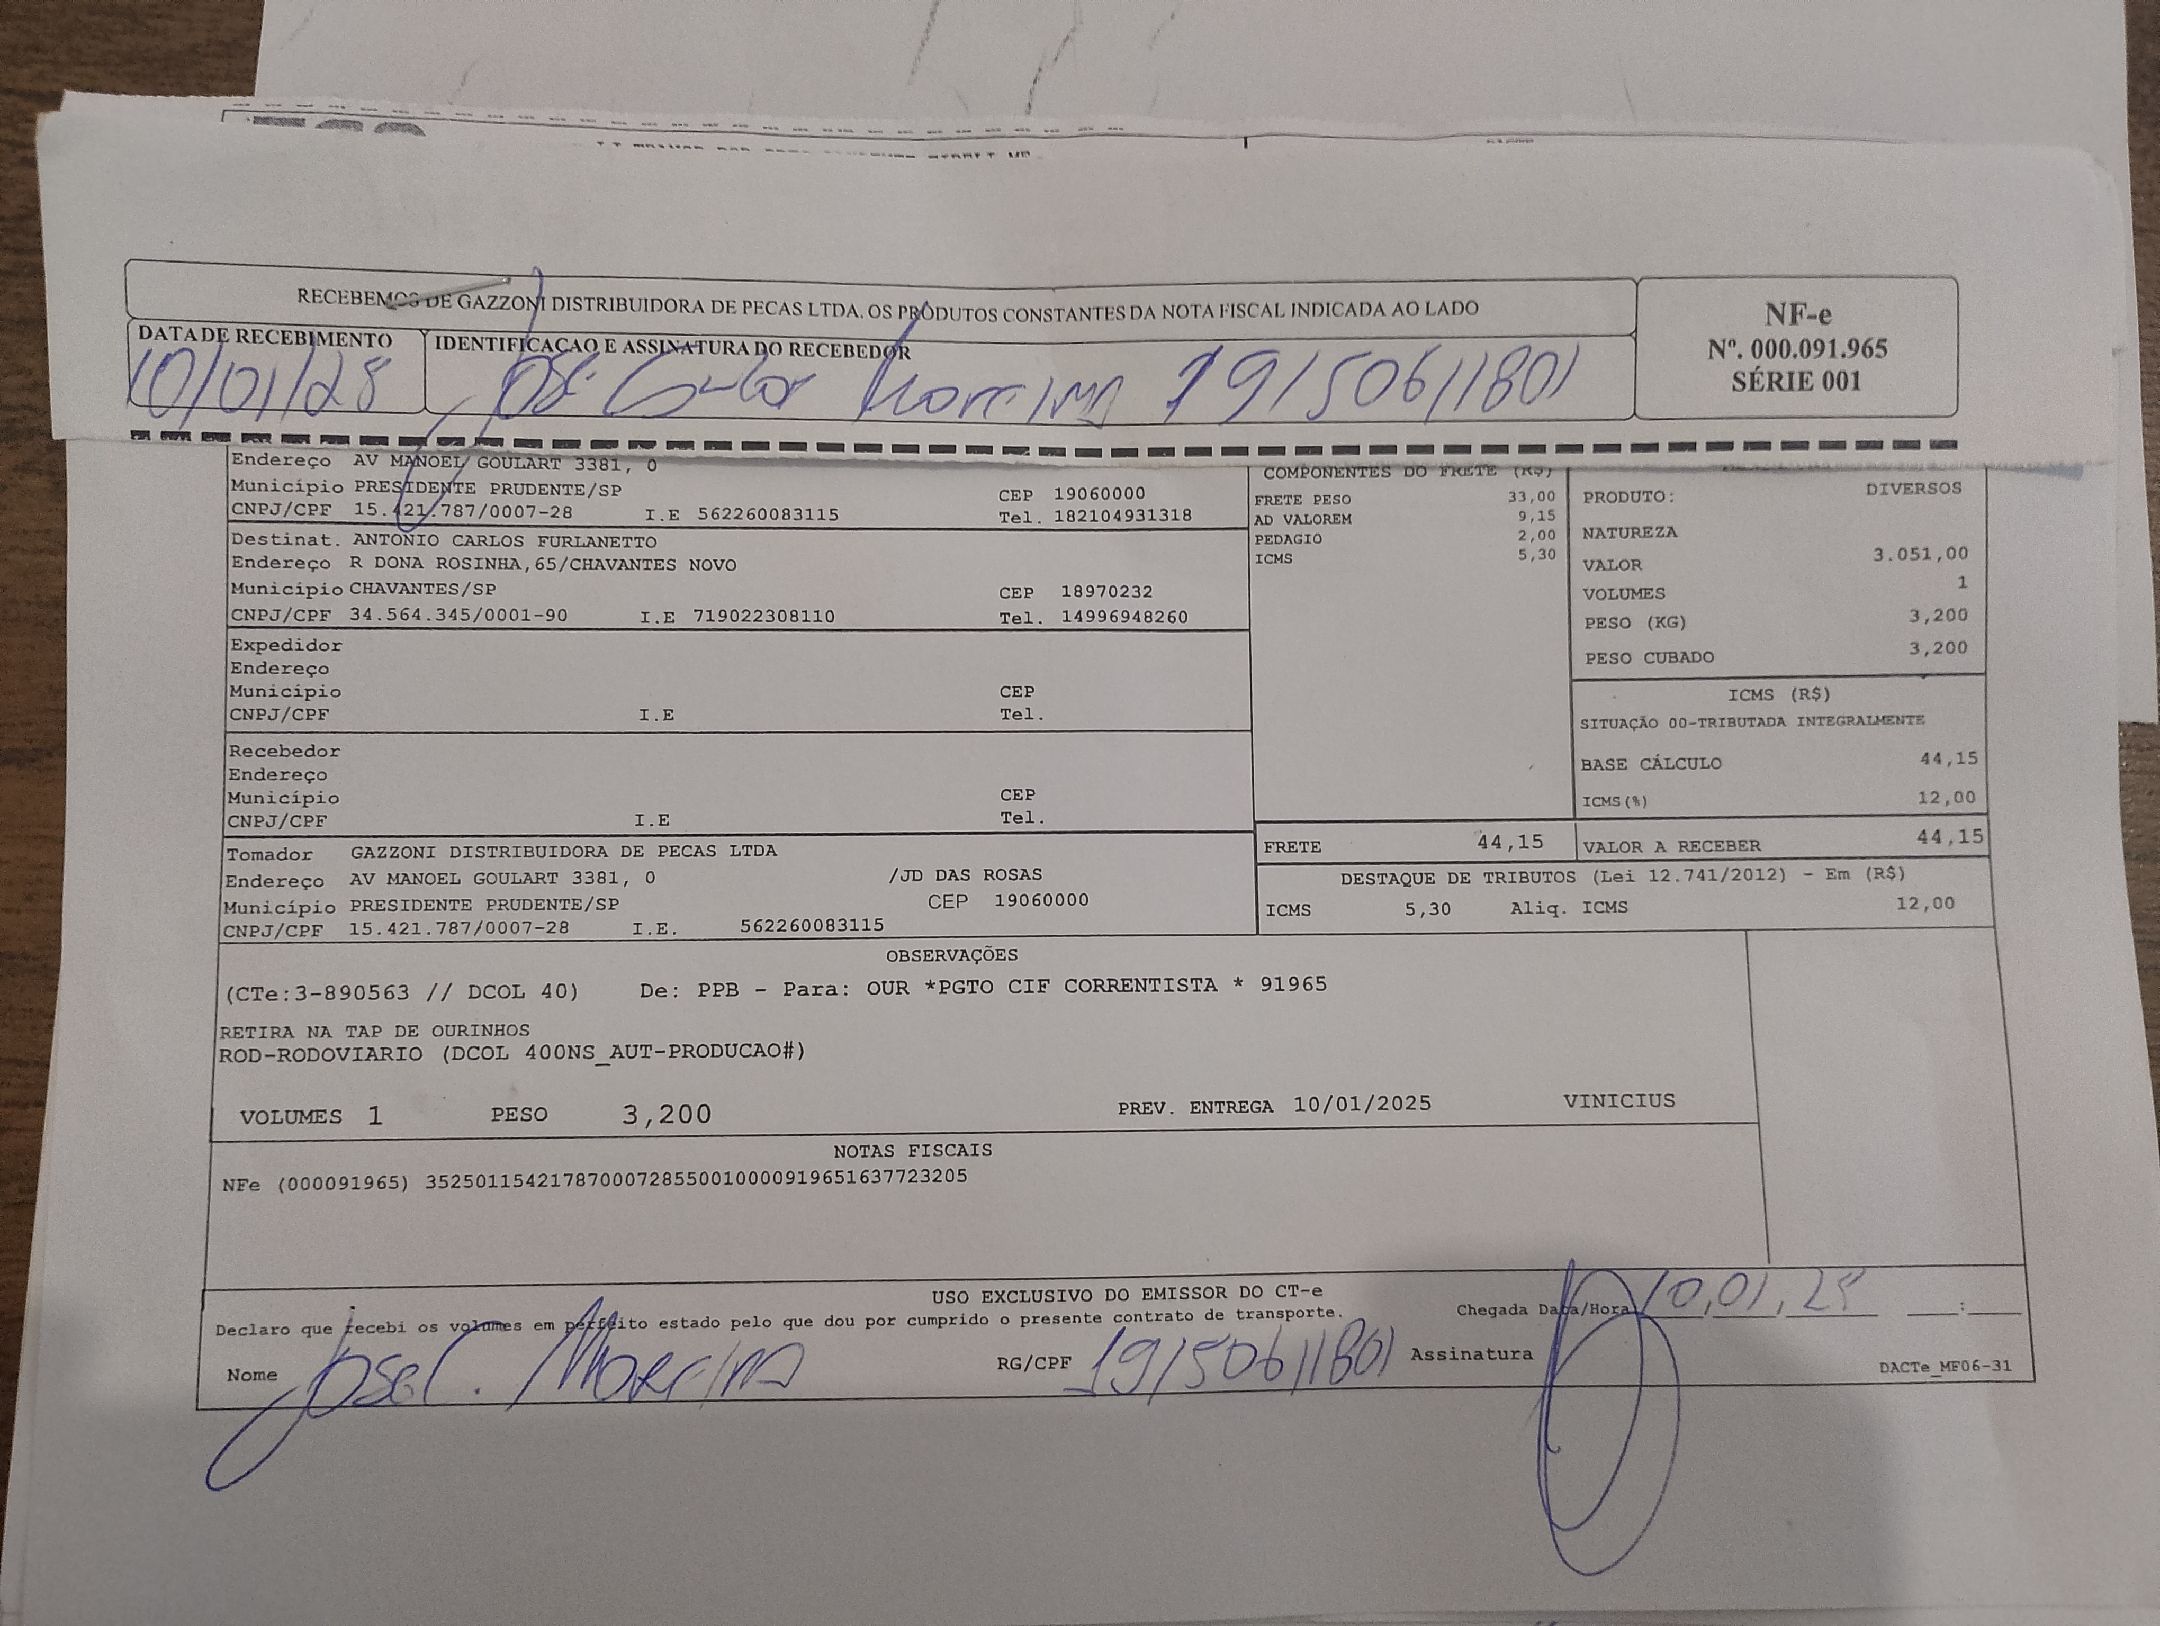 RECEBEMOS DE GAZZONI DISTRIBUIDORA DE PECAS LTDA. OS PRODUTOS CONSTANTES DA NOTA FISCAL INDICADA AO LADO
NF-e
Nº. 000.091.965
SÉRIE 001
DATA DE RECEBIMENTO
10/01/25
IDENTIFICAÇÃO E ASSINATURA DO RECEBEDOR
José Carlos Moreira 19150611801
Endereço AV MANOEL GOULART 3381, 0
Município PRESIDENTE PRUDENTE/SP CEP 19060000
CNPJ/CPF 15.421.787/0007-28 I.E 562260083115 Tel. 182104931318
Destinat. ANTONIO CARLOS FURLANETTO
Endereço R DONA ROSINHA,65/CHAVANTES NOVO
Município CHAVANTES/SP CEP 18970232
CNPJ/CPF 34.564.345/0001-90 I.E 719022308110 Tel. 14996948260
Expedidor
Endereço
Município CEP
CNPJ/CPF I.E Tel.
Recebedor
Endereço
Município CEP
CNPJ/CPF I.E Tel.
Tomador GAZZONI DISTRIBUIDORA DE PECAS LTDA
Endereço AV MANOEL GOULART 3381, 0 /JD DAS ROSAS
Município PRESIDENTE PRUDENTE/SP CEP 19060000
CNPJ/CPF 15.421.787/0007-28 I.E. 562260083115
COMPONENTES DO FRETE (R$)
FRETE PESO 33,00
AD VALOREM 9,15
PEDAGIO 2,00
ICMS 5,30
PRODUTO: DIVERSOS
NATUREZA
VALOR 3.051,00
VOLUMES 1
PESO (KG) 3,200
PESO CUBADO 3,200
ICMS (R$)
SITUAÇÃO 00-TRIBUTADA INTEGRALMENTE
BASE CÁLCULO 44,15
ICMS(%) 12,00
FRETE 44,15 VALOR A RECEBER 44,15
DESTAQUE DE TRIBUTOS (Lei 12.741/2012) - Em (R$)
ICMS 5,30 Aliq. ICMS 12,00
OBSERVAÇÕES
(CTe:3-890563 // DCOL 40) De: PPB - Para: OUR *PGTO CIF CORRENTISTA * 91965
RETIRA NA TAP DE OURINHOS
ROD-RODOVIARIO (DCOL 400NS_AUT-PRODUCAO#)
VOLUMES 1 PESO 3,200 PREV. ENTREGA 10/01/2025 VINICIUS
NOTAS FISCAIS
NFe (000091965) 35250115421787000728550010000919651637723205
USO EXCLUSIVO DO EMISSOR DO CT-e
Declaro que recebi os volumes em perfeito estado pelo que dou por cumprido o presente contrato de transporte.
Chegada Data/Hora 10,01,25 :
Nome José C. Moreira RG/CPF 19150611801 Assinatura
DACTe_MF06-31